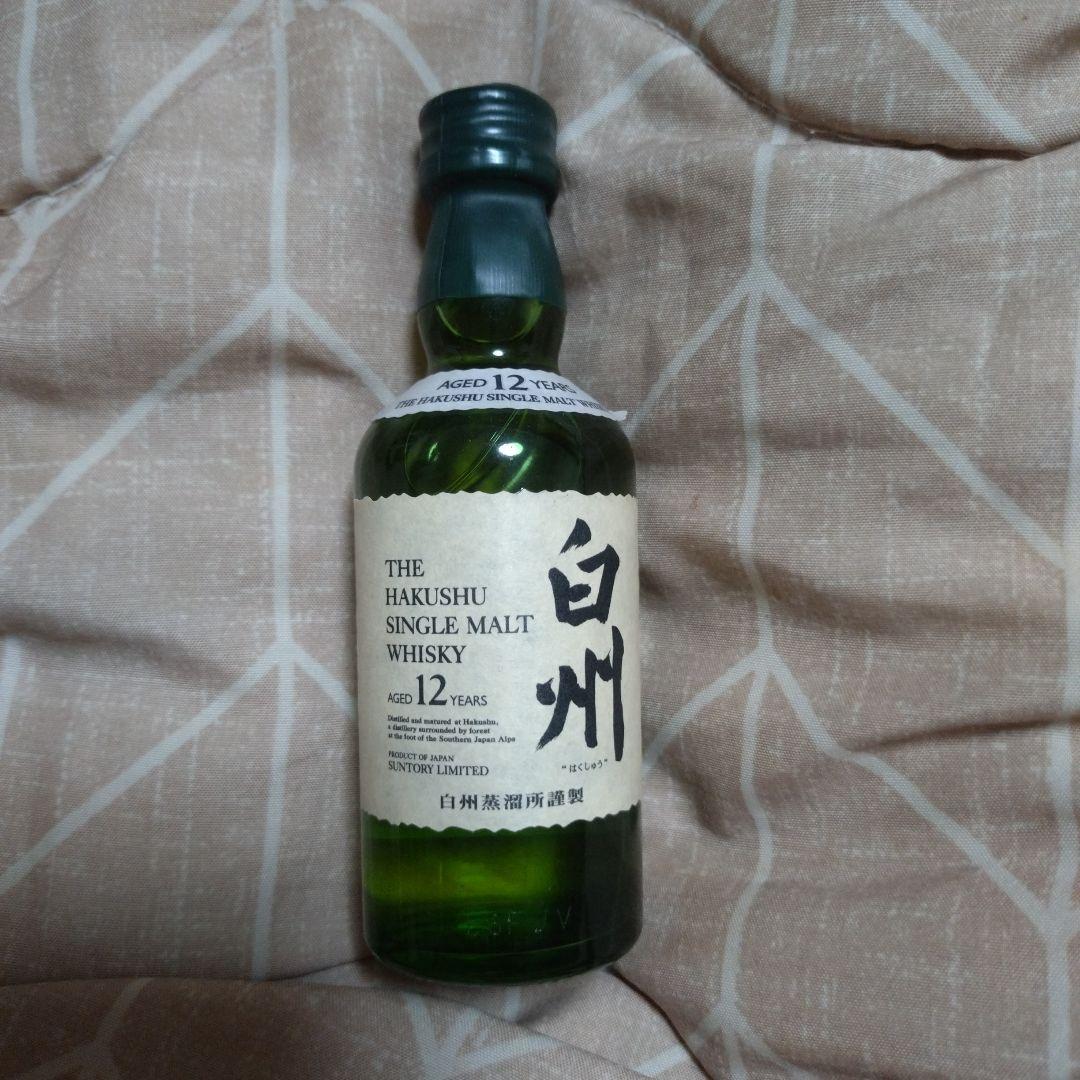 AGED 12 YEARS
THE HAKUSHU SINGLE MALT
THE
HAKUSHU
SINGLE MALT
WHISKY
AGED 12 YEARS
Distilled and matured at Hakushu,
a distillery surrounded by forest
at the foot of the Southern Japan Alps
PRODUCT OF JAPAN
SUNTORY LIMITED
白州
"はくしゅう"
白州蒸溜所謹製